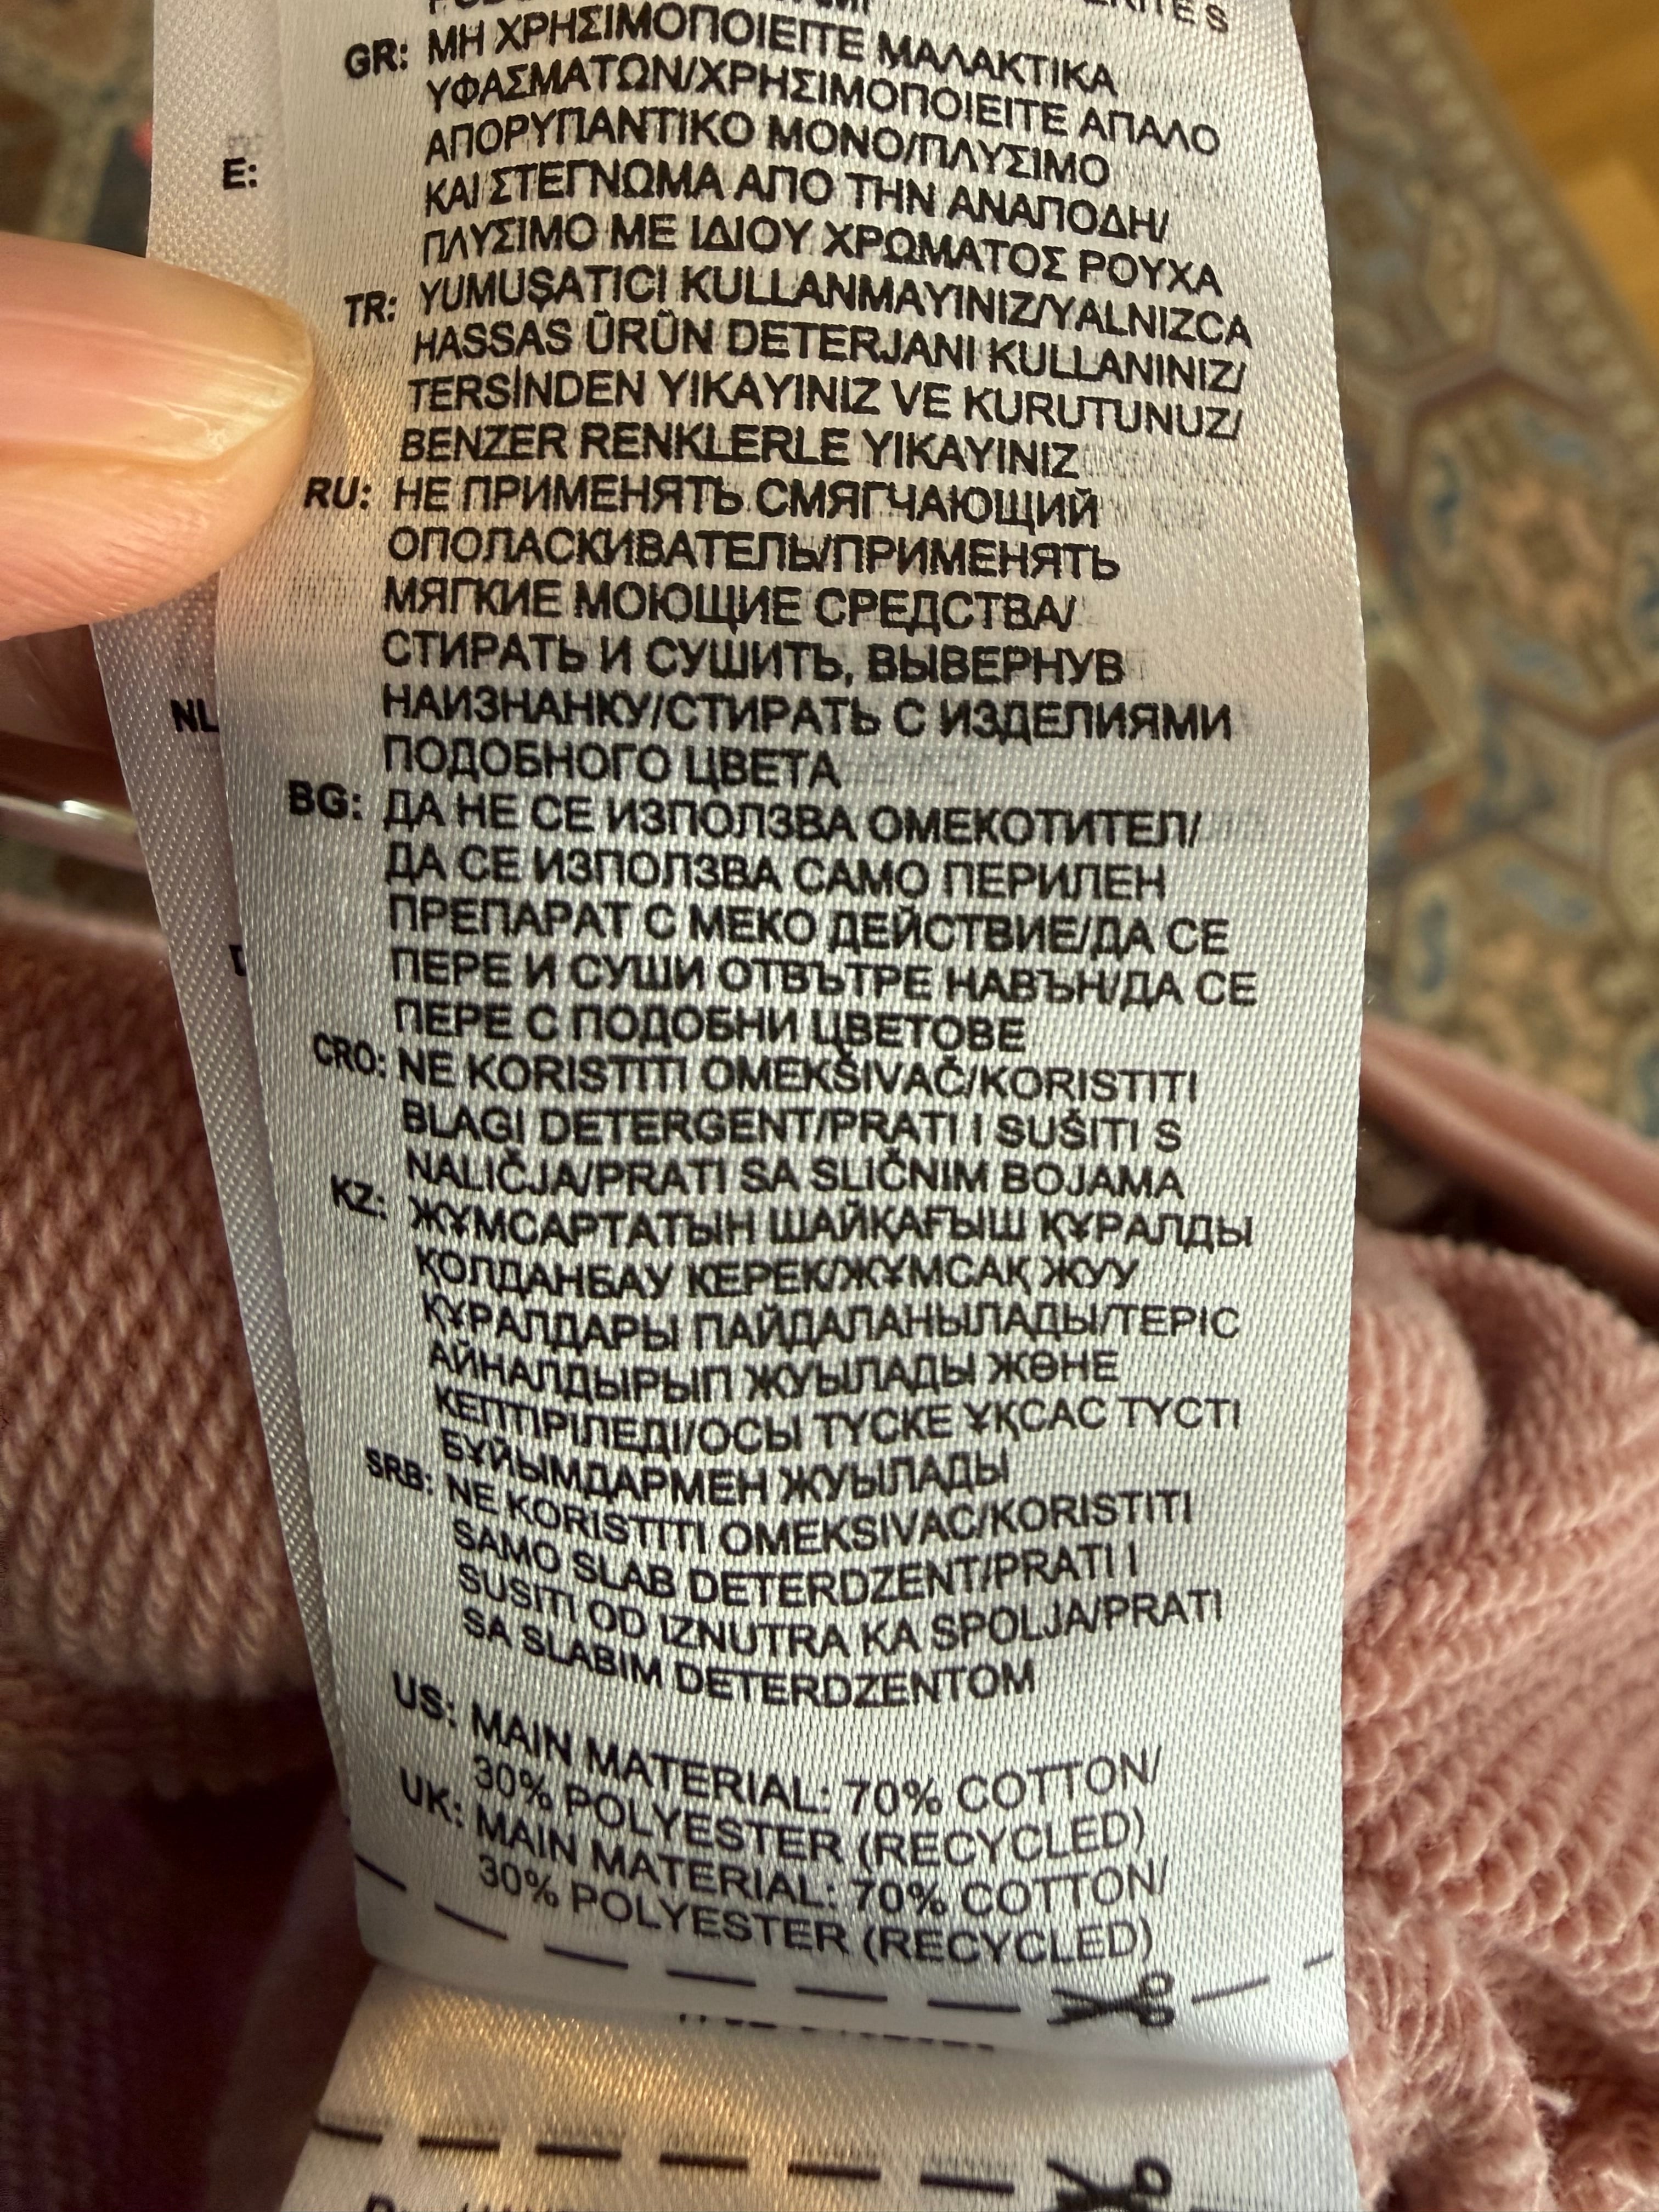 GR: ΜΗ ΧΡΗΣΙΜΟΠΟΙΕΙΤΕ ΜΑΛΑΚΤΙΚΑ
ΥΦΑΣΜΑΤΩΝ/ΧΡΗΣΙΜΟΠΟΙΕΙΤΕ ΑΠΑΛΟ
ΑΠΟΡΥΠΑΝΤΙΚΟ ΜΟΝΟ/ΠΛΥΣΙΜΟ
ΚΑΙ ΣΤΕΓΝΩΜΑ ΑΠΟ ΤΗΝ ΑΝΑΠΟΔΗ/
ΠΛΥΣΙΜΟ ΜΕ ΙΔΙΟΥ ΧΡΩΜΑΤΟΣ ΡΟΥΧΑ
TR: YUMUŞATICI KULLANMAYINIZ/YALNIZCA
HASSAS ÜRÜN DETERJANI KULLANINIZ/
TERSİNDEN YIKAYINIZ VE KURUTUNUZ/
BENZER RENKLERLE YIKAYINIZ
RU: НЕ ПРИМЕНЯТЬ СМЯГЧАЮЩИЙ
ОПОЛАСКИВАТЕЛЬ/ПРИМЕНЯТЬ
МЯГКИЕ МОЮЩИЕ СРЕДСТВА/
СТИРАТЬ И СУШИТЬ, ВЫВЕРНУВ
НАИЗНАНКУ/СТИРАТЬ С ИЗДЕЛИЯМИ
ПОДОБНОГО ЦВЕТА
BG: ДА НЕ СЕ ИЗПОЛЗВА ОМЕКОТИТЕЛ/
ДА СЕ ИЗПОЛЗВА САМО ПЕРИЛЕН
ПРЕПАРАТ С МЕКО ДЕЙСТВИЕ/ДА СЕ
ПЕРЕ И СУШИ ОТВЪТРЕ НАВЪН/ДА СЕ
ПЕРЕ С ПОДОБНИ ЦВЕТОВЕ
CRO: NE KORISTITI OMEKŠIVAČ/KORISTITI
BLAGI DETERGENT/PRATI I SUŠITI S
NALIČJA/PRATI SA SLIČNIM BOJAMA
KZ: ЖҰМСАРТАТЫН ШАЙҚАҒЫШ ҚҰРАЛДЫ
ҚОЛДАНБАУ КЕРЕК/ЖҰМСАҚ ЖУУ
ҚҰРАЛДАРЫ ПАЙДАЛАНЫЛАДЫ/ТЕРІС
АЙНАЛДЫРЫП ЖУЫЛАДЫ ЖӨНЕ
КЕПТІРІЛЕДІ/ОСЫ ТҮСКЕ ҰҚСАС ТҮСТІ
БҰЙЫМДАРМЕН ЖУЫЛАДЫ
SRB: NE KORISTITI OMEKSIVAC/KORISTITI
SAMO SLAB DETERDZENT/PRATI I
SUSITI OD IZNUTRA KA SPOLJA/PRATI
SA SLABIM DETERDZENTOM
US: MAIN MATERIAL: 70% COTTON/
30% POLYESTER (RECYCLED)
UK: MAIN MATERIAL: 70% COTTON/
30% POLYESTER (RECYCLED)
E:
NL